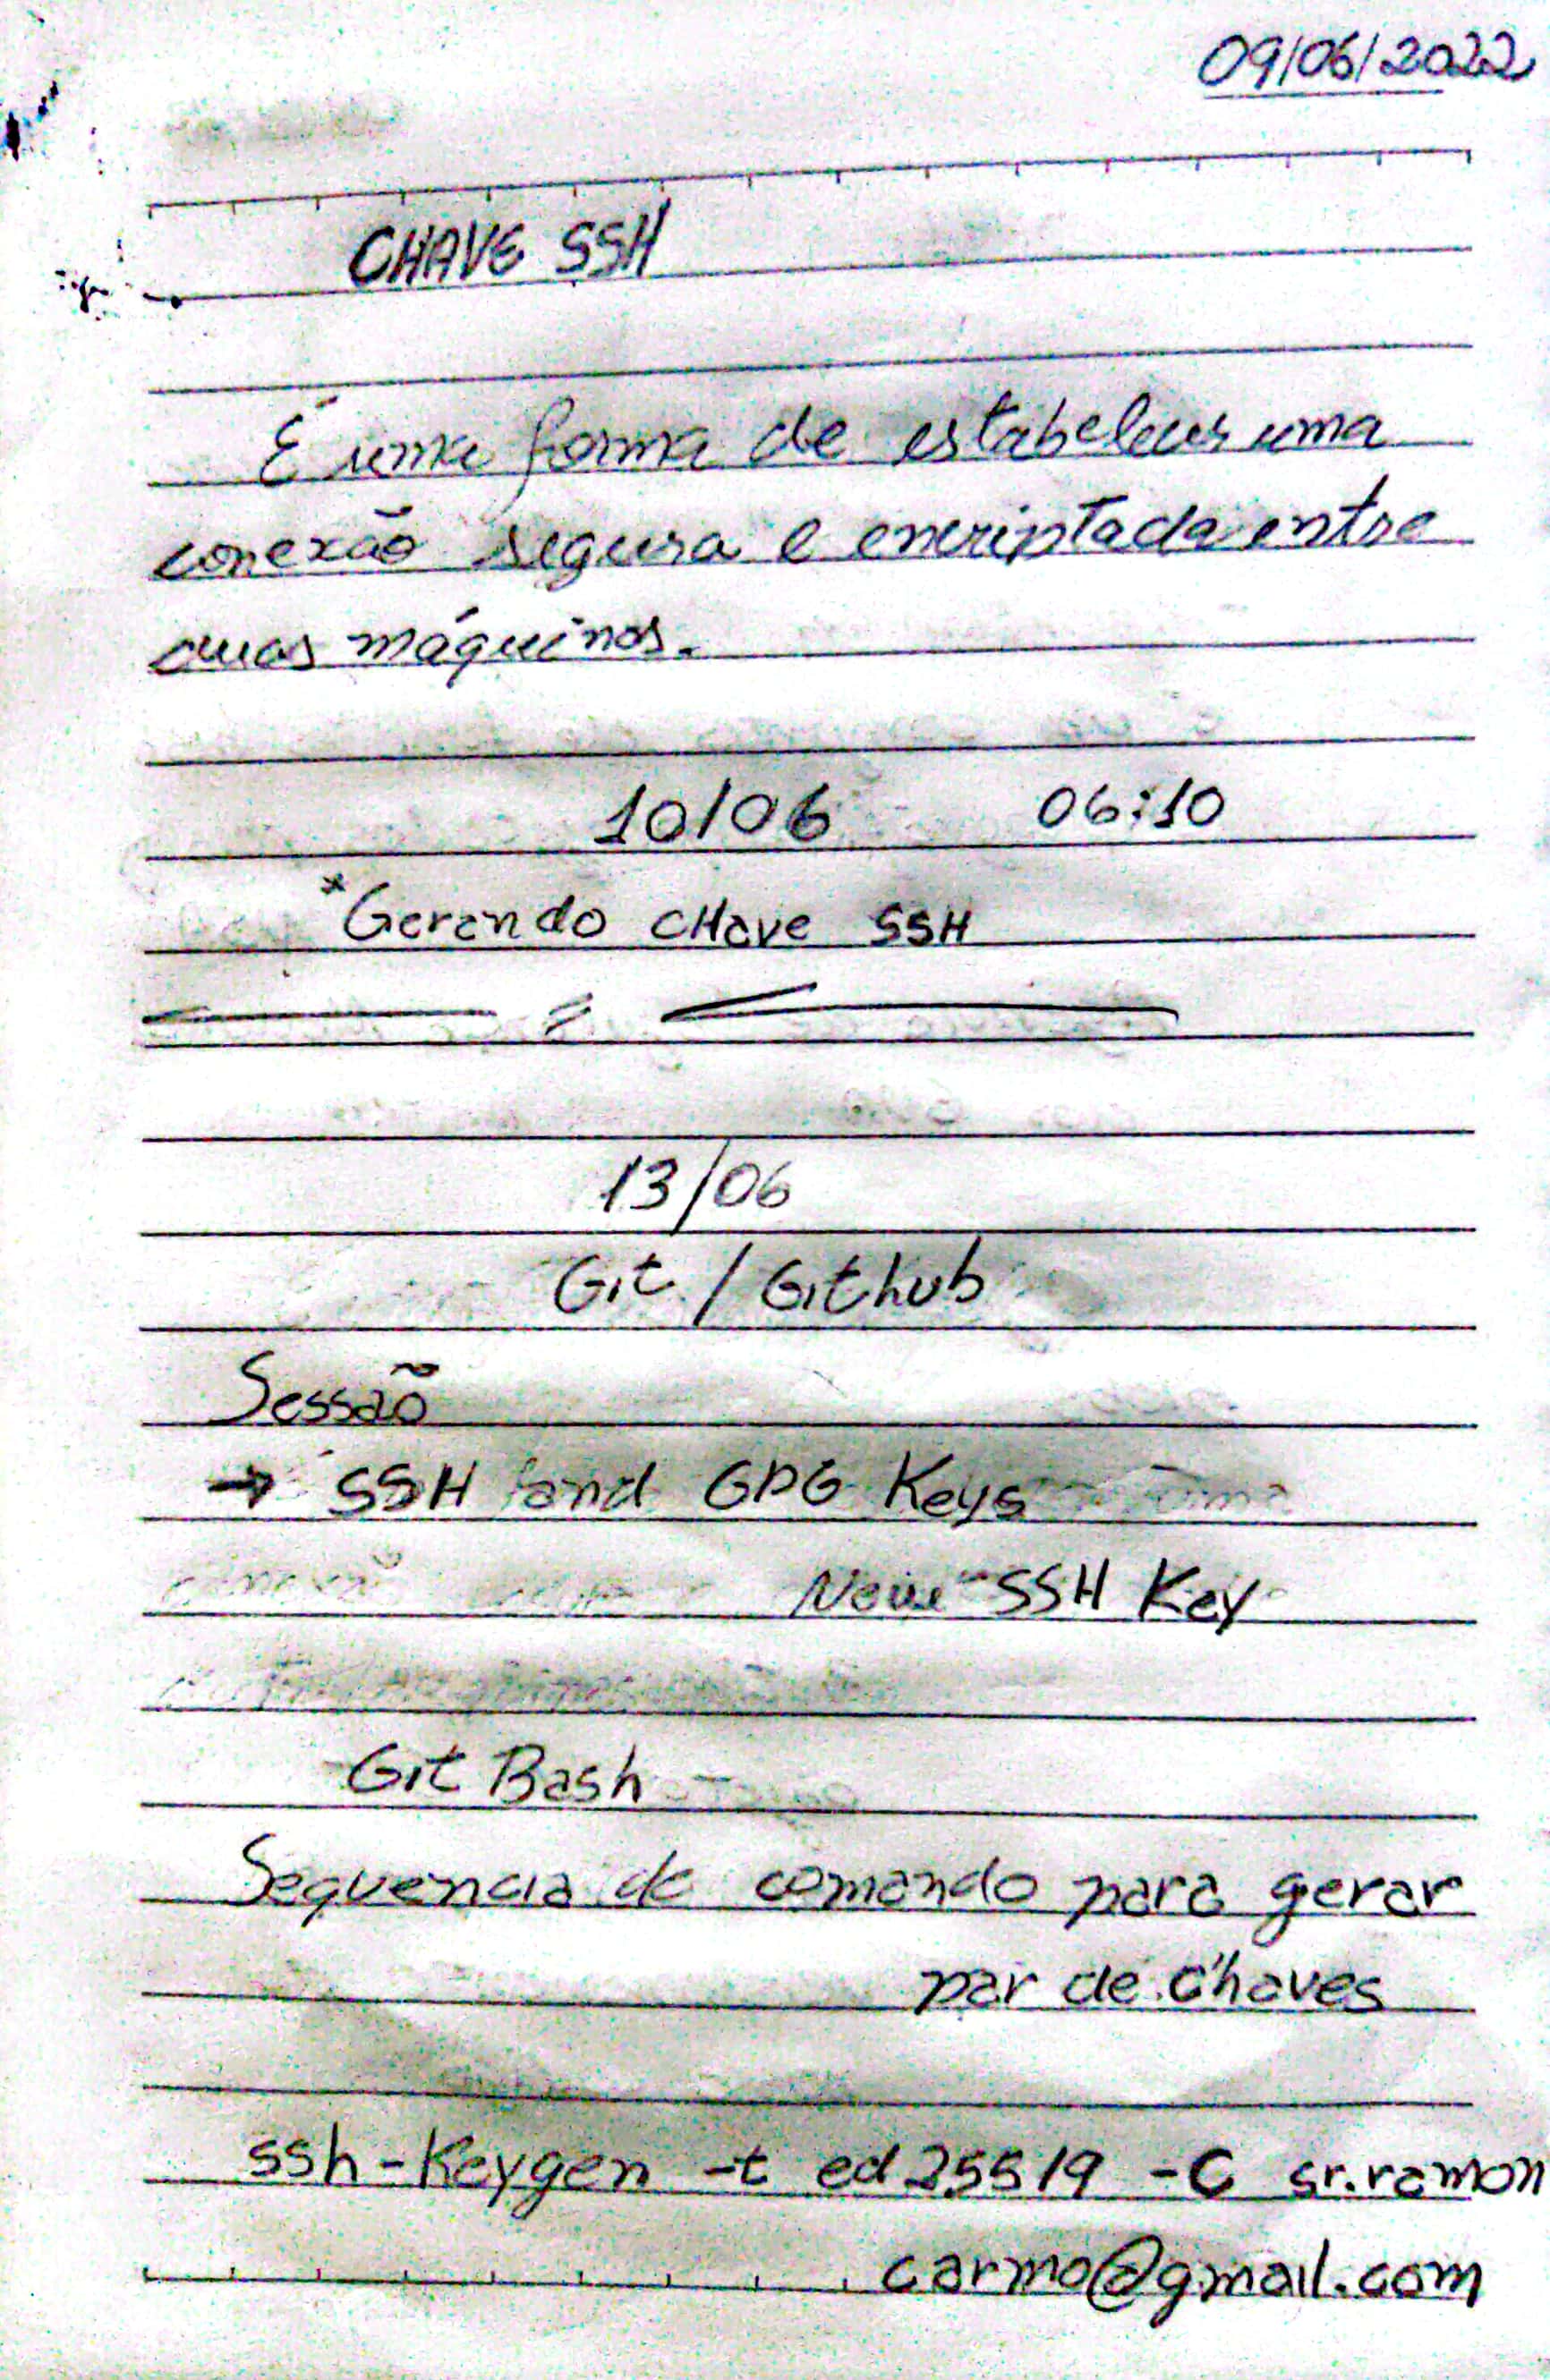 09/06/2022
CHAVE SSH
É uma forma de estabelecer uma
conexão segura e encriptada entre
duas máquinas.
10/06 06:10
*Gerando CHave SSH
13/06
Git / Github
Sessão
→ SSH and GPG Keys
New SSH Key
Git Bash
Sequencia de comando para gerar
par de chaves
ssh-Keygen -t ed25519 -C sr.ramon
carmo@gmail.com